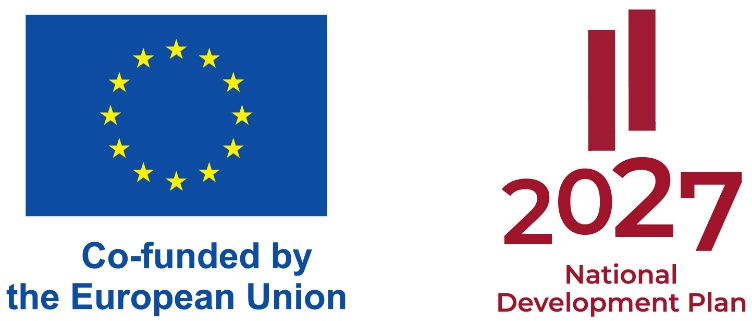 Co-funded by
the European Union
2027
National
Development Plan